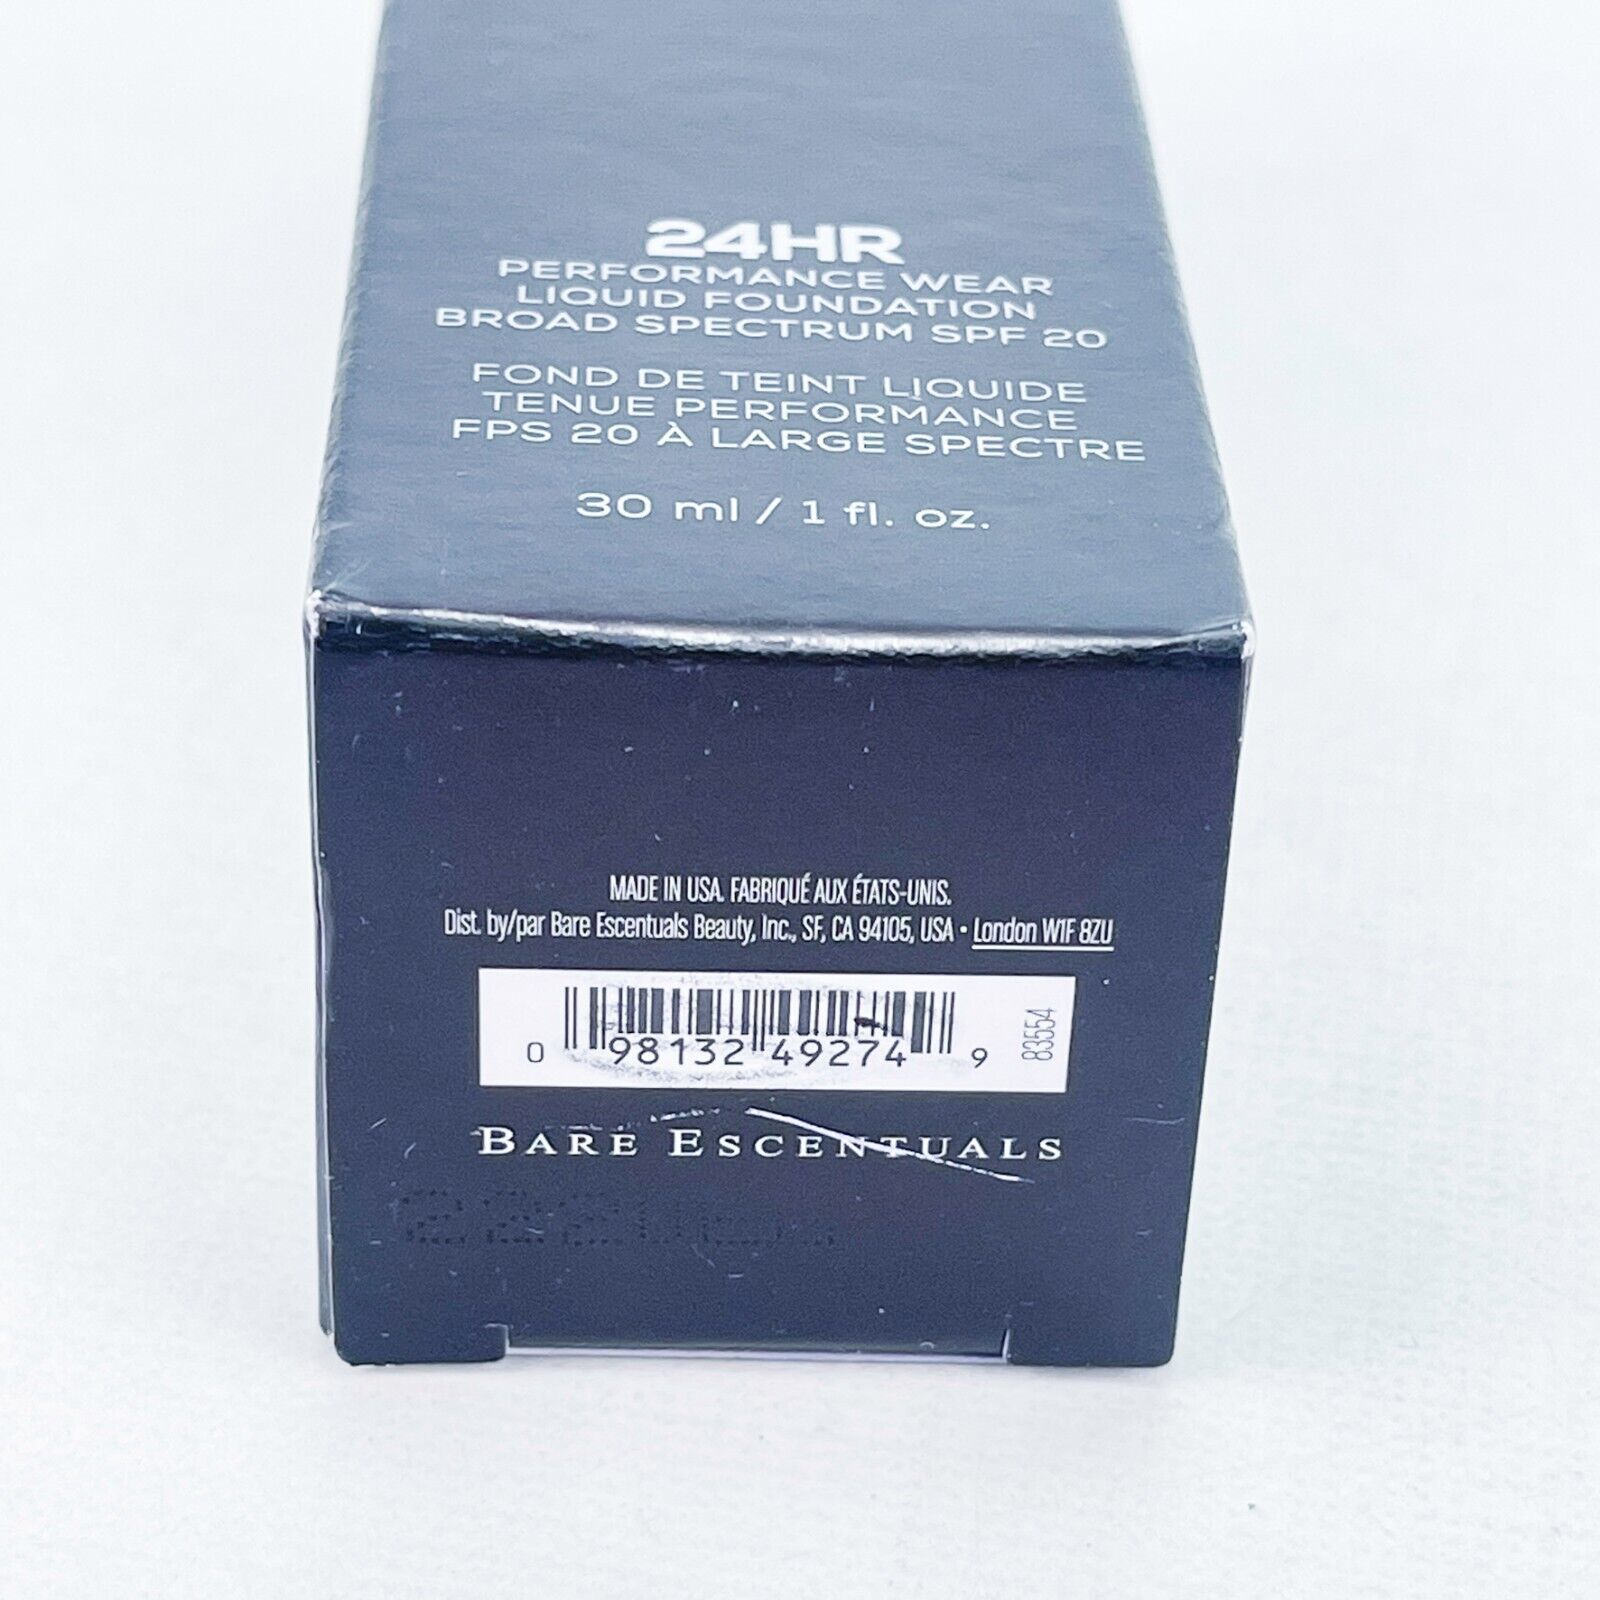 24HR
PERFORMANCE WEAR
LIQUID FOUNDATION
BROAD SPECTRUM SPF 20
FOND DE TEINT LIQUIDE
TENUE PERFORMANCE
FPS 20 À LARGE SPECTRE
30 ml / 1 fl. oz.
MADE IN USA. FABRIQUÉ AUX ÉTATS-UNIS.
Dist. by/par Bare Escentuals Beauty, Inc., SF, CA 94105, USA • London W1F 8ZU
0 98132 49274 9
83554
BARE ESCENTUALS